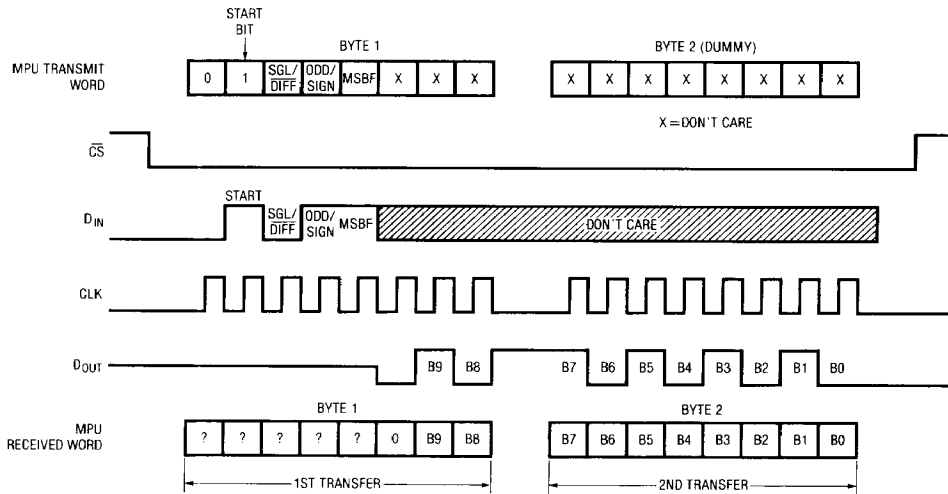 START
BIT
BYTE 1
BYTE 2 (DUMMY)
MPU TRANSMIT
WORD
0 1 SGL/ DIFF ODD/ SIGN MSBF X X X
X X X X X X X X
X = DON'T CARE
CS
START
DIN
SGL/ DIFF ODD/ SIGN MSBF
DON'T CARE
CLK
DOUT
B9 B8 B7 B6 B5 B4 B3 B2 B1 B0
BYTE 1
BYTE 2
MPU
RECEIVED WORD
? ? ? ? ? 0 B9 B8
B7 B6 B5 B4 B3 B2 B1 B0
1ST TRANSFER
2ND TRANSFER